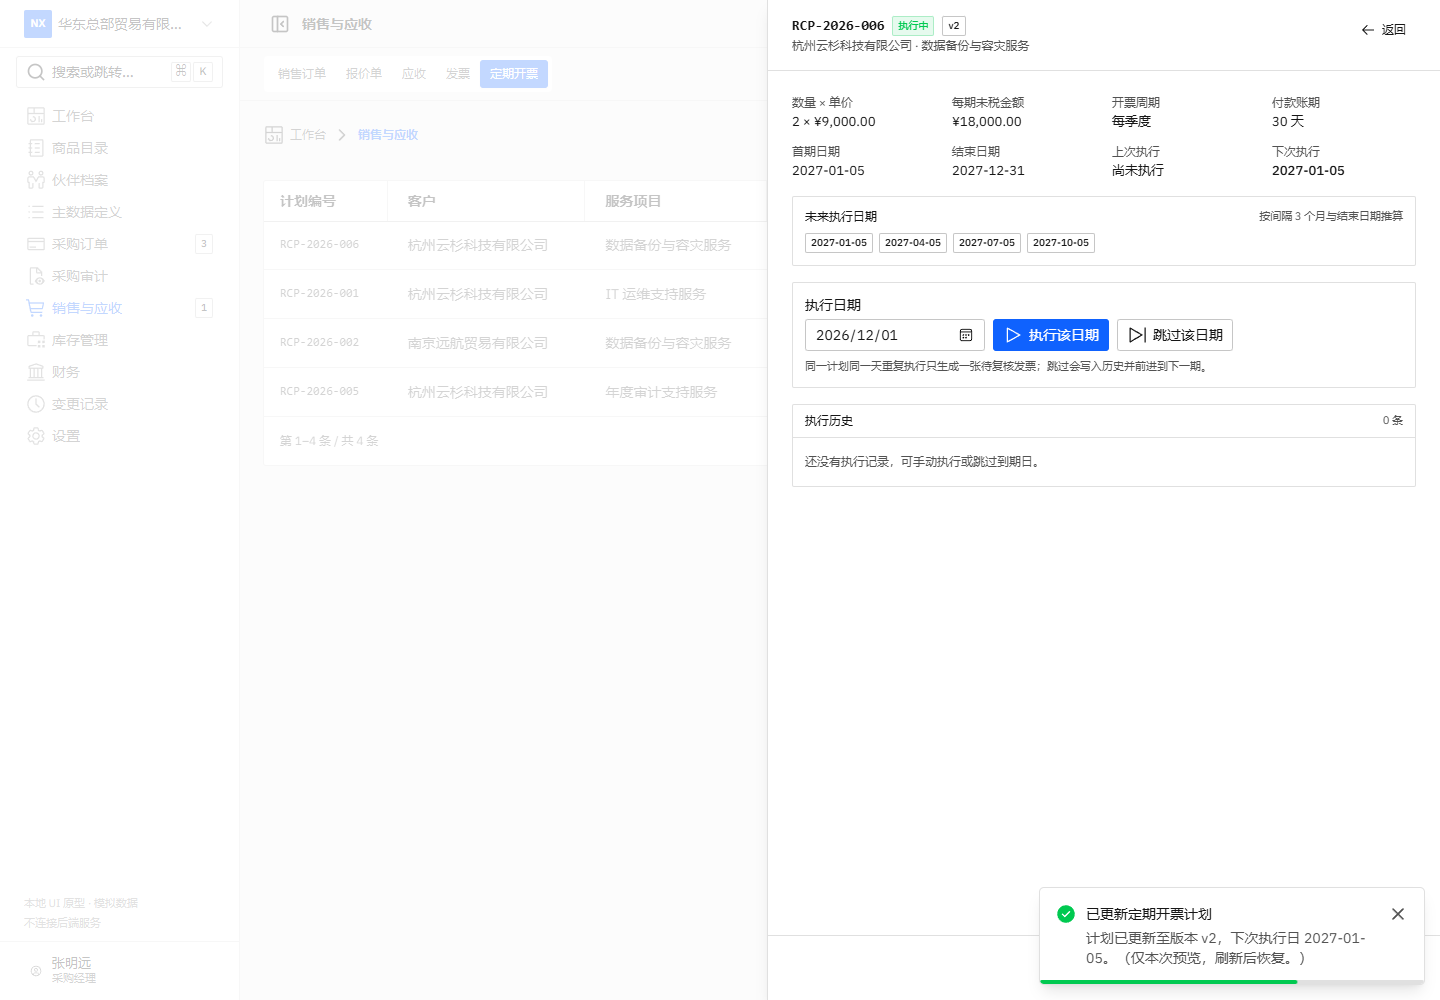 NX 华东总部贸易有限...
搜索或跳转... ⌘ K
工作台
商品目录
伙伴档案
主数据定义
采购订单 3
采购审计
销售与应收 1
库存管理
财务
变更记录
设置
本地 UI 原型 · 模拟数据
不连接后端服务
张明远
采购经理
销售与应收
销售订单 报价单 应收 发票 定期开票
工作台 销售与应收
计划编号 客户 服务项目
RCP-2026-006 杭州云杉科技有限公司 数据备份与容灾服务
RCP-2026-001 杭州云杉科技有限公司 IT 运维支持服务
RCP-2026-002 南京远航贸易有限公司 数据备份与容灾服务
RCP-2026-005 杭州云杉科技有限公司 年度审计支持服务
第 1–4 条 / 共 4 条
RCP-2026-006 执行中 v2
杭州云杉科技有限公司 · 数据备份与容灾服务
返回
数量 × 单价 每期未税金额 开票周期 付款账期
2 × ¥9,000.00 ¥18,000.00 每季度 30 天
首期日期 结束日期 上次执行 下次执行
2027-01-05 2027-12-31 尚未执行 2027-01-05
未来执行日期 按间隔 3 个月与结束日期推算
2027-01-05 2027-04-05 2027-07-05 2027-10-05
执行日期
2026/12/01 执行该日期 跳过该日期
同一计划同一天重复执行只生成一张待复核发票；跳过会写入历史并前进到下一期。
执行历史 0 条
还没有执行记录，可手动执行或跳过到期日。
已更新定期开票计划
计划已更新至版本 v2，下次执行日 2027-01-
05。（仅本次预览，刷新后恢复。）